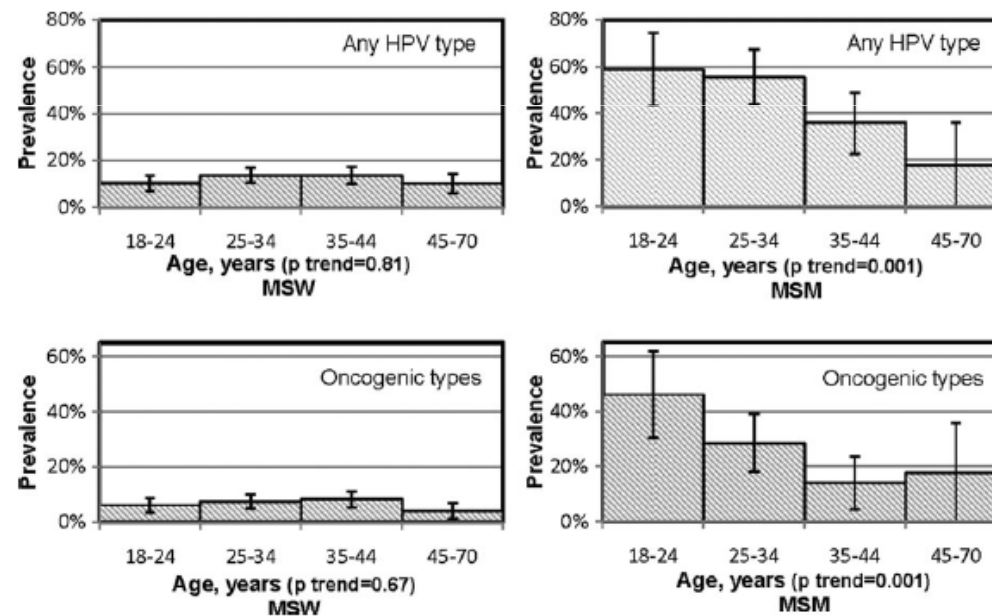 80%
60%
40%
20%
0%
Prevalence
Any HPV type
18-24 25-34 35-44 45-70
Age, years (p trend=0.81)
MSW
80%
60%
40%
20%
0%
Prevalence
Any HPV type
18-24 25-34 35-44 45-70
Age, years (p trend=0.001)
MSM
60%
40%
20%
0%
Prevalence
Oncogenic types
18-24 25-34 35-44 45-70
Age, years (p trend=0.67)
MSW
60%
40%
20%
0%
Prevalence
Oncogenic types
18-24 25-34 35-44 45-70
Age, years (p trend=0.001)
MSM